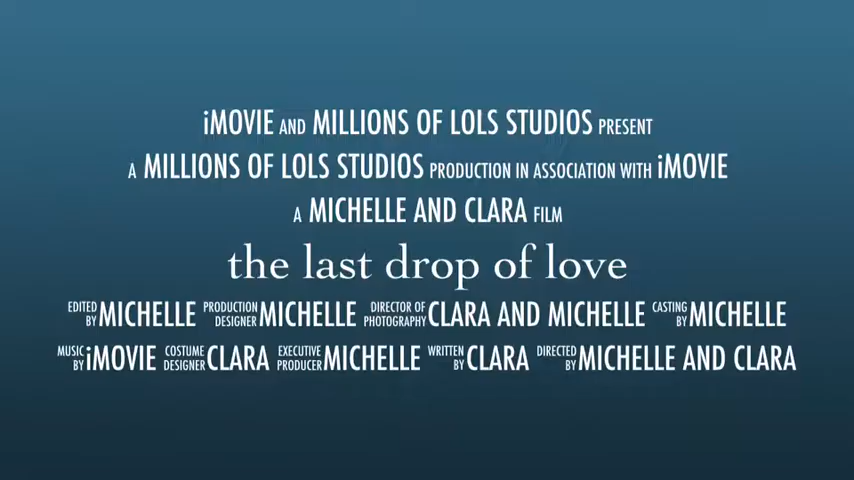 iMOVIE AND MILLIONS OF LOLS STUDIOS PRESENT
A MILLIONS OF LOLS STUDIOS PRODUCTION IN ASSOCIATION WITH iMOVIE
A MICHELLE AND CLARA FILM
the last drop of love
EDITED BY MICHELLE PRODUCTION DESIGNER MICHELLE DIRECTOR OF PHOTOGRAPHY CLARA AND MICHELLE CASTING BY MICHELLE
MUSIC BY iMOVIE COSTUME DESIGNER CLARA EXECUTIVE PRODUCER MICHELLE WRITTEN BY CLARA DIRECTED BY MICHELLE AND CLARA